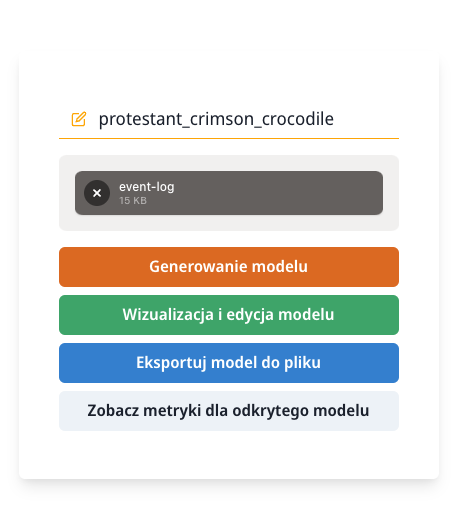 protestant_crimson_crocodile
event-log
15 KB
Generowanie modelu
Wizualizacja i edycja modelu
Eksportuj model do pliku
Zobacz metryki dla odkrytego modelu